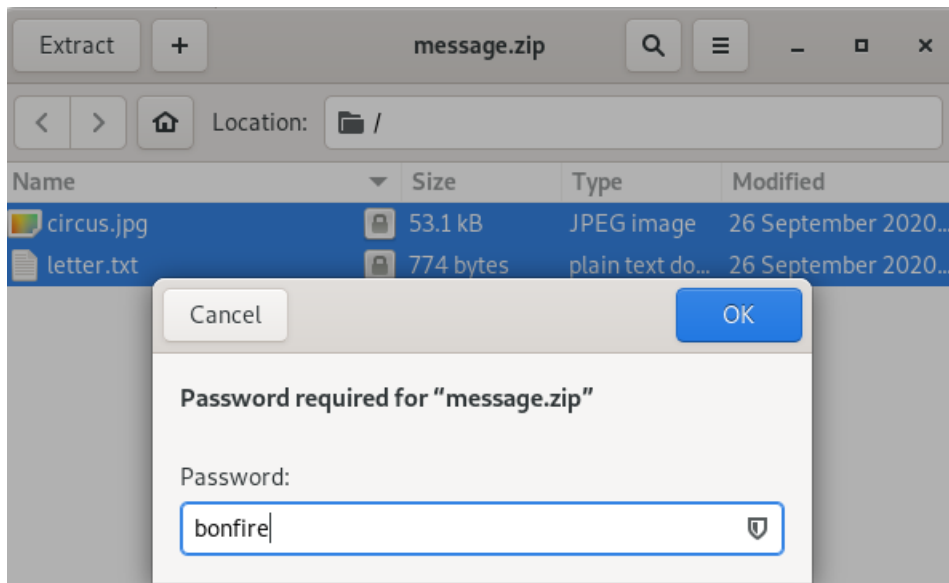 Extract + message.zip
Location: /
Name Size Type Modified
circus.jpg 53.1 kB JPEG image 26 September 2020...
letter.txt 774 bytes plain text do... 26 September 2020...
Cancel OK
Password required for “message.zip”
Password:
bonfire